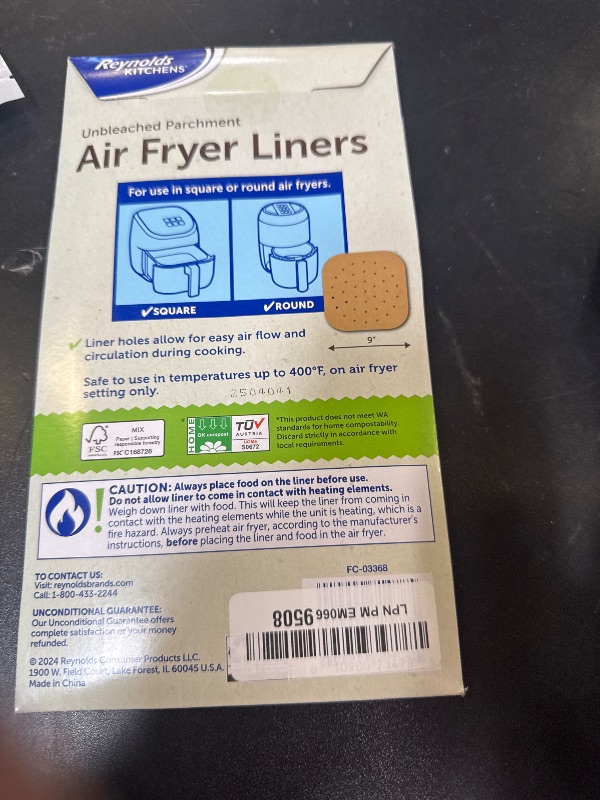 Reynolds
KITCHENS®
Unbleached Parchment
Air Fryer Liners
For use in square or round air fryers.
✓SQUARE
✓ROUND
9"
✓ Liner holes allow for easy air flow and
circulation during cooking.
Safe to use in temperatures up to 400°F, on air fryer
setting only.
2504041
FSC
MIX
Paper | Supporting
responsible forestry
FSC® C168728
*
HOME
OK compost
TÜV
AUSTRIA
HOME
S0672
*This product does not meet WA
standards for home compostability.
Discard strictly in accordance with
local requirements.
! CAUTION: Always place food on the liner before use.
Do not allow liner to come in contact with heating elements.
Weigh down liner with food. This will keep the liner from coming in
contact with the heating elements while the unit is heating, which is a
fire hazard. Always preheat air fryer, according to the manufacturer's
instructions, before placing the liner and food in the air fryer.
FC-03368
TO CONTACT US:
Visit: reynoldsbrands.com
Call: 1-800-433-2244
UNCONDITIONAL GUARANTEE:
Our Unconditional Guarantee offers
complete satisfaction or your money
refunded.
LPN PM EM0669508
© 2024 Reynolds Consumer Products LLC.
1900 W. Field Court, Lake Forest, IL 60045 U.S.A.
Made in China